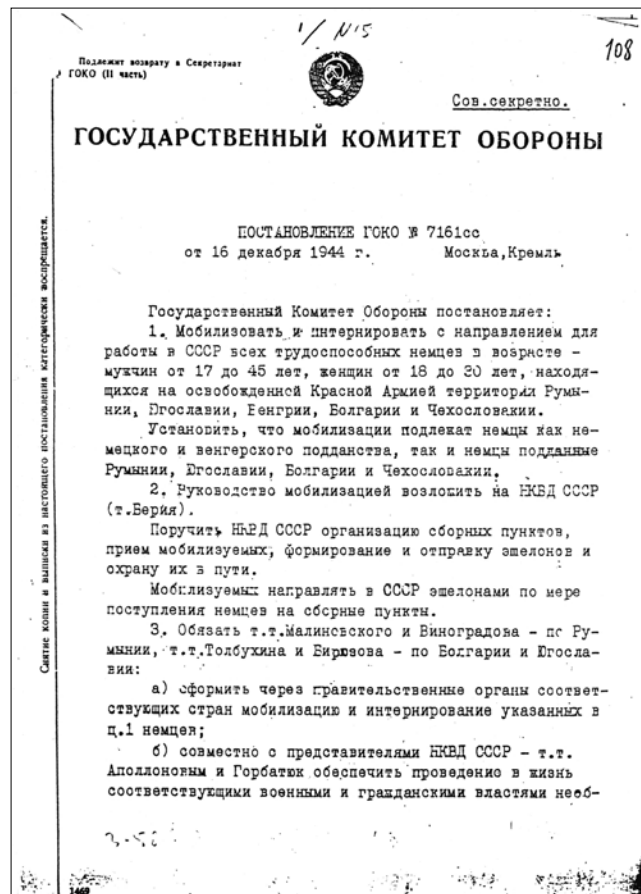 1/ N15
108
Подлежит возврату в Секретариат
ГОКО (II часть)
Сов.секретно.
ГОСУДАРСТВЕННЫЙ КОМИТЕТ ОБОРОНЫ
ПОСТАНОВЛЕНИЕ ГОКО № 7161сс
от 16 декабря 1944 г. Москва,Кремль
Государственный Комитет Обороны постановляет:
1. Мобилизовать и интернировать с направлением для
работы в СССР всех трудоспособных немцев в возрасте -
мужчин от 17 до 45 лет, женщин от 18 до 30 лет, находя-
щихся на освобожденной Красной Армией территории Румы-
нии, Югославии, Венгрии, Болгарии и Чехословакии.
Установить, что мобилизации подлежат немцы как не-
мецкого и венгерского подданства, так и немцы подданные
Румынии, Югославии, Болгарии и Чехословакии.
2. Руководство мобилизацией возложить на НКВД СССР
(т.Берия).
Поручить НКВД СССР организацию сборных пунктов,
прием мобилизуемых, формирование и отправку эшелонов и
охрану их в пути.
Мобилизуемых направлять в СССР эшелонами по мере
поступления немцев на сборные пункты.
3. Обязать т.т.Малиновского и Виноградова - по Ру-
мынии, т.т.Толбухина и Бирюзова - по Болгарии и Югосла-
вии:
а) оформить через правительственные органы соответ-
ствующих стран мобилизацию и интернирование указанных в
п.1 немцев;
б) совместно с представителями НКВД СССР - т.т.
Аполлоновым и Горбатюк обеспечить проведение в жизнь
соответствующими военными и гражданскими властями необ-
Снятие копии и выписки из настоящего постановления категорически воспрещается.
1469